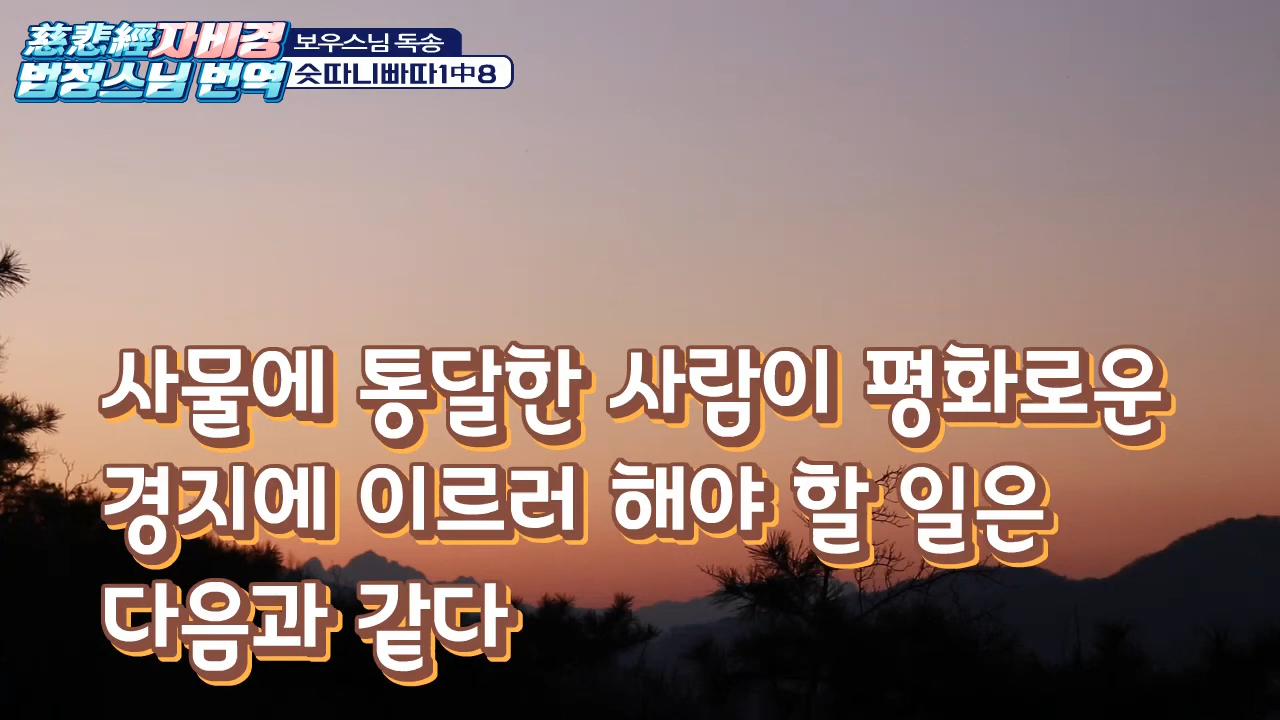 慈悲經자비경
법정스님 번역
보우스님 독송
숫따니빠따1中8
사물에 통달한 사람이 평화로운
경지에 이르러 해야 할 일은
다음과 같다